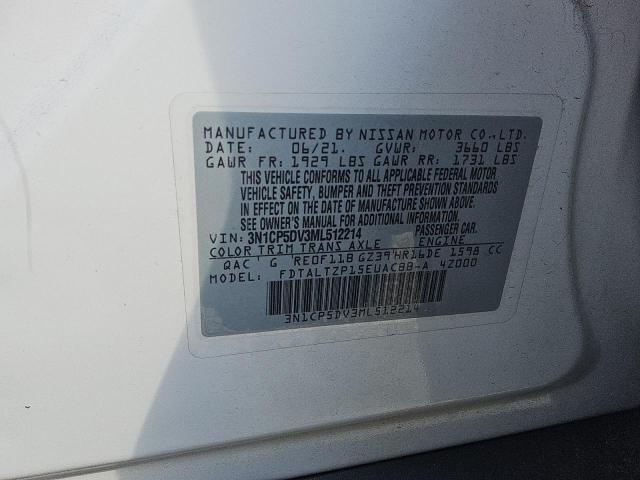 MANUFACTURED BY NISSAN MOTOR CO.,LTD.
DATE: 06/21. GVWR: 3660 LBS
GAWR FR: 1929 LBS GAWR RR: 1731 LBS
THIS VEHICLE CONFORMS TO ALL APPLICABLE FEDERAL MOTOR
VEHICLE SAFETY, BUMPER AND THEFT PREVENTION STANDARDS
IN EFFECT ON THE DATE OF MANUFACTURE SHOWN ABOVE.
SEE OWNER'S MANUAL FOR ADDITIONAL INFORMATION.
VIN: 3N1CP5DV3ML512214 PASSENGER CAR.
COLOR TRIM TRANS AXLE ENGINE
QAC G RE0F11B GZ39 HR16DE 1598 CC
MODEL: FDTALTZP15EUACBB-A 4Z000
3N1CP5DV3ML512214